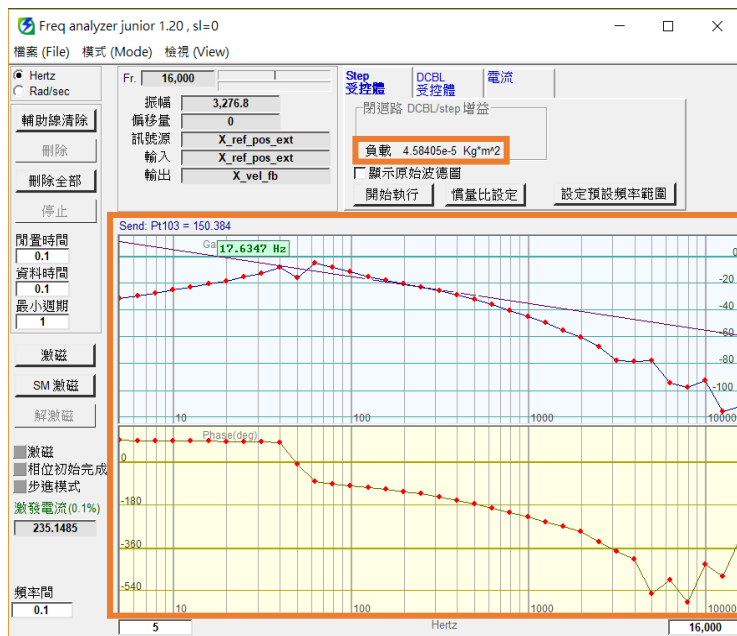 Freq analyzer junior 1.20 , sl=0
檔案 (File) 模式 (Mode) 檢視 (View)
Hertz
Rad/sec
輔助線清除
刪除
刪除全部
停止
閒置時間
0.1
資料時間
0.1
最小週期
1
激磁
SM 激磁
解激磁
激磁
相位初始完成
步進模式
激發電流(0.1%)
235.1485
頻率間
0.1
Fr. 16,000
振幅 3,276.8
偏移量 0
訊號源 X_ref_pos_ext
輸入 X_ref_pos_ext
輸出 X_vel_fb
Step 受控體
DCBL 受控體
電流
閉迴路 DCBL/step 增益
負載 4.58405e-5 Kg*m^2
顯示原始波德圖
開始執行 慣量比設定 設定預設頻率範圍
Send: Pt103 = 150.384
Ga
17.6347 Hz
0
-20
-40
-60
-80
-100
10 100 1000 10000
Phase(deg)
0
-180
-360
-540
10 100 1000 10000
5 Hertz 16,000